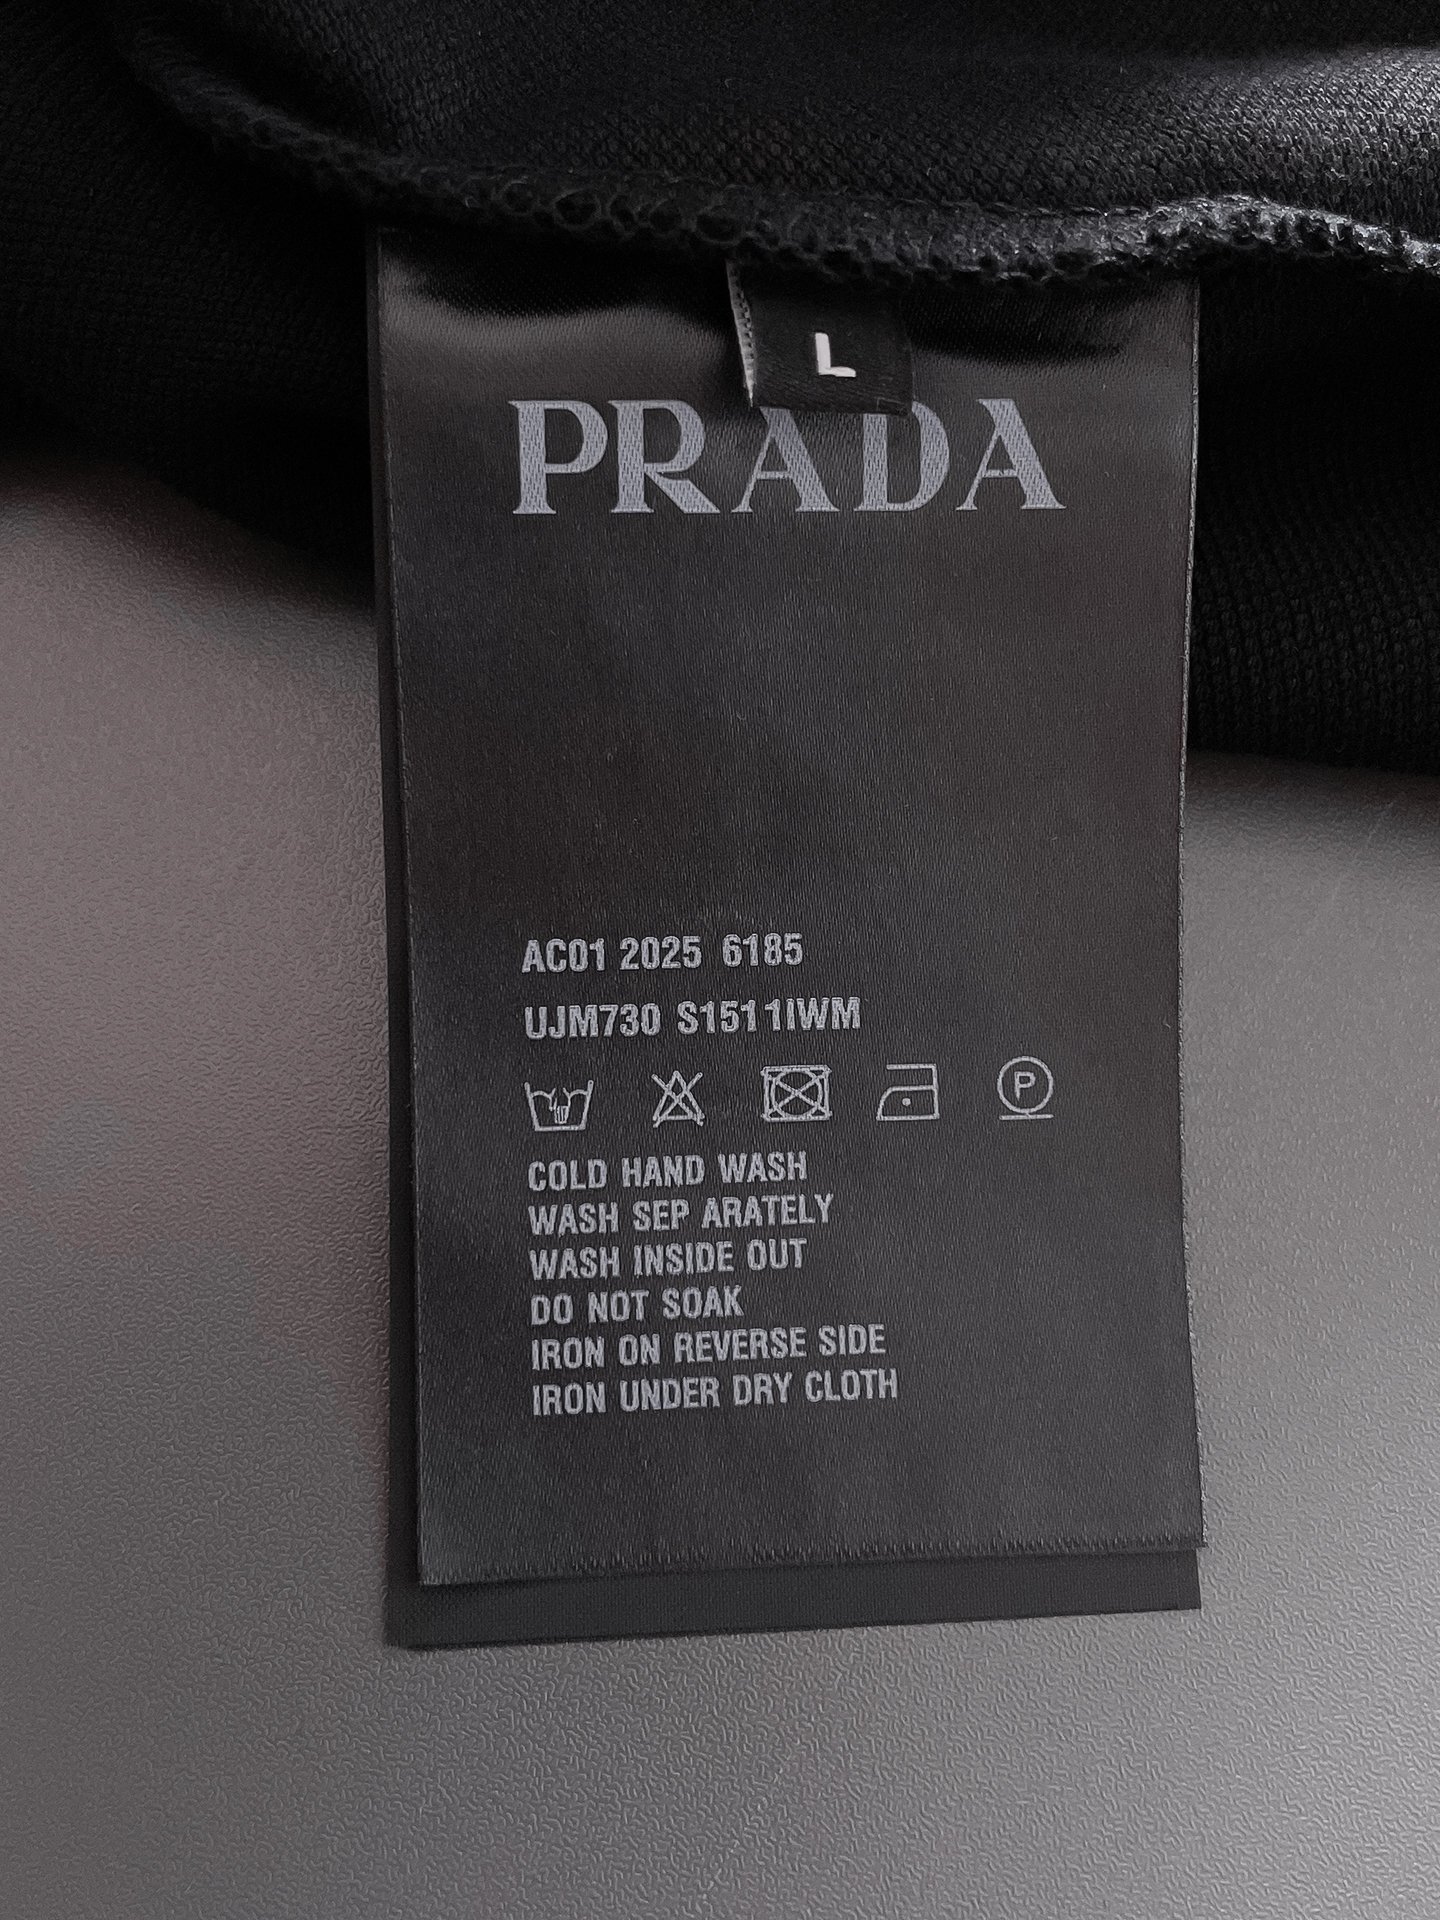 L
PRADA
AC01 2025 6185
UJM730 S1511IWM
P
COLD HAND WASH
WASH SEP ARATELY
WASH INSIDE OUT
DO NOT SOAK
IRON ON REVERSE SIDE
IRON UNDER DRY CLOTH